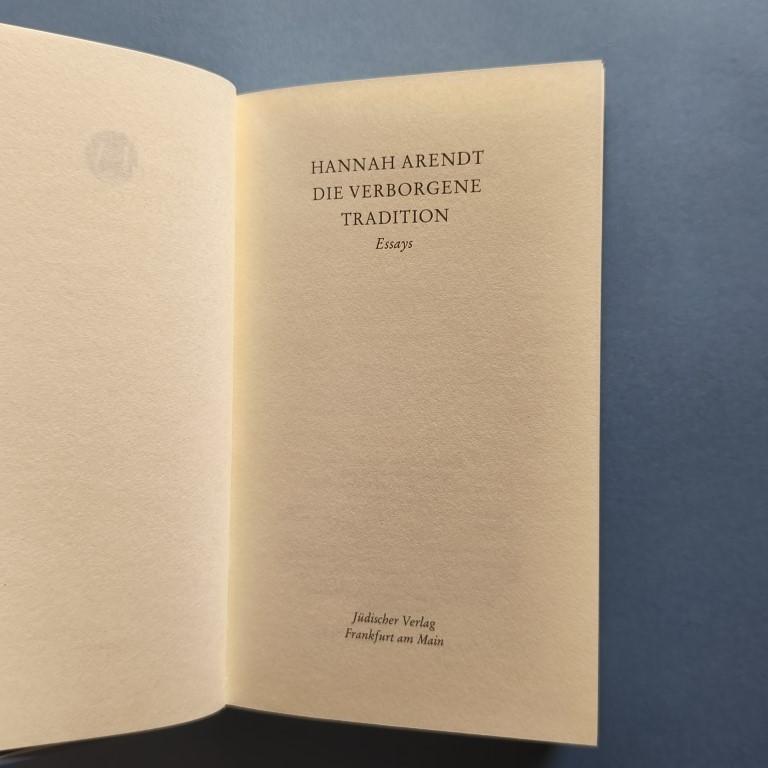 HANNAH ARENDT
DIE VERBORGENE
TRADITION
Essays
Jüdischer Verlag
Frankfurt am Main